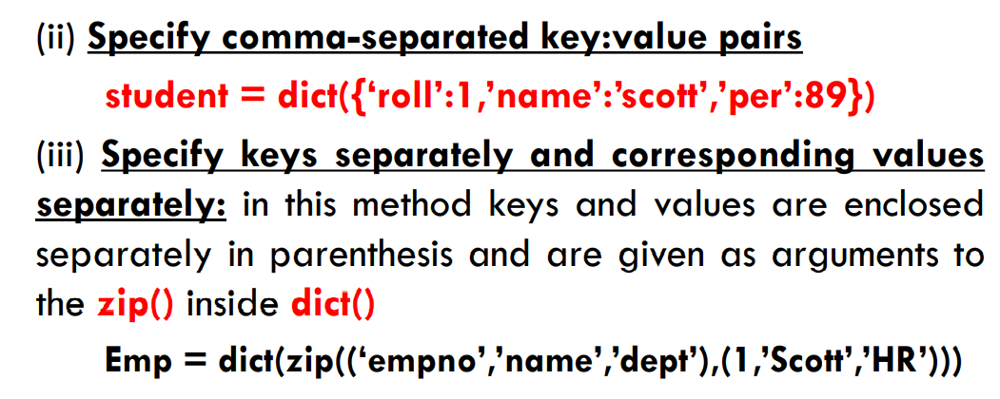 (ii) Specify comma-separated key:value pairs
student = dict({‘roll’:1,’name’:’scott’,’per’:89})
(iii) Specify keys separately and corresponding values
separately: in this method keys and values are enclosed
separately in parenthesis and are given as arguments to
the zip() inside dict()
Emp = dict(zip((‘empno’,’name’,’dept’),(1,’Scott’,’HR’)))